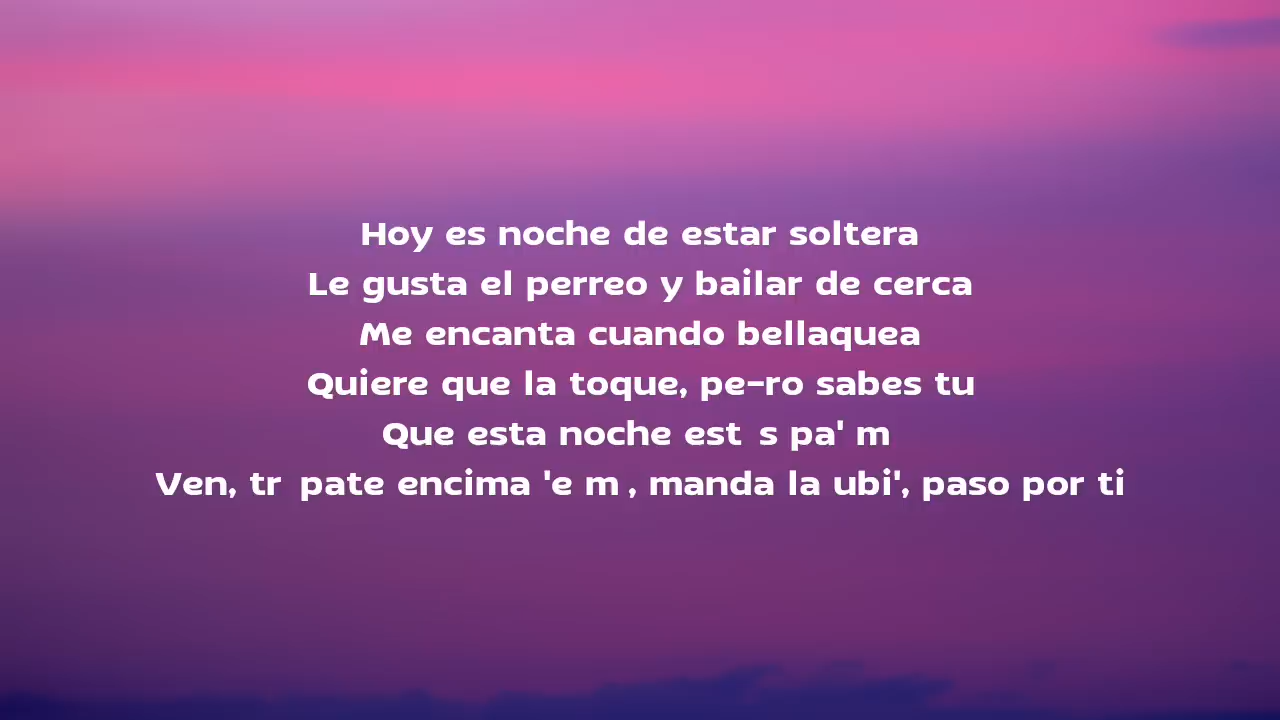 Hoy es noche de estar soltera
Le gusta el perreo y bailar de cerca
Me encanta cuando bellaquea
Quiere que la toque, pe-ro sabes tu
Que esta noche est s pa' m
Ven, tr pate encima 'e m , manda la ubi', paso por ti